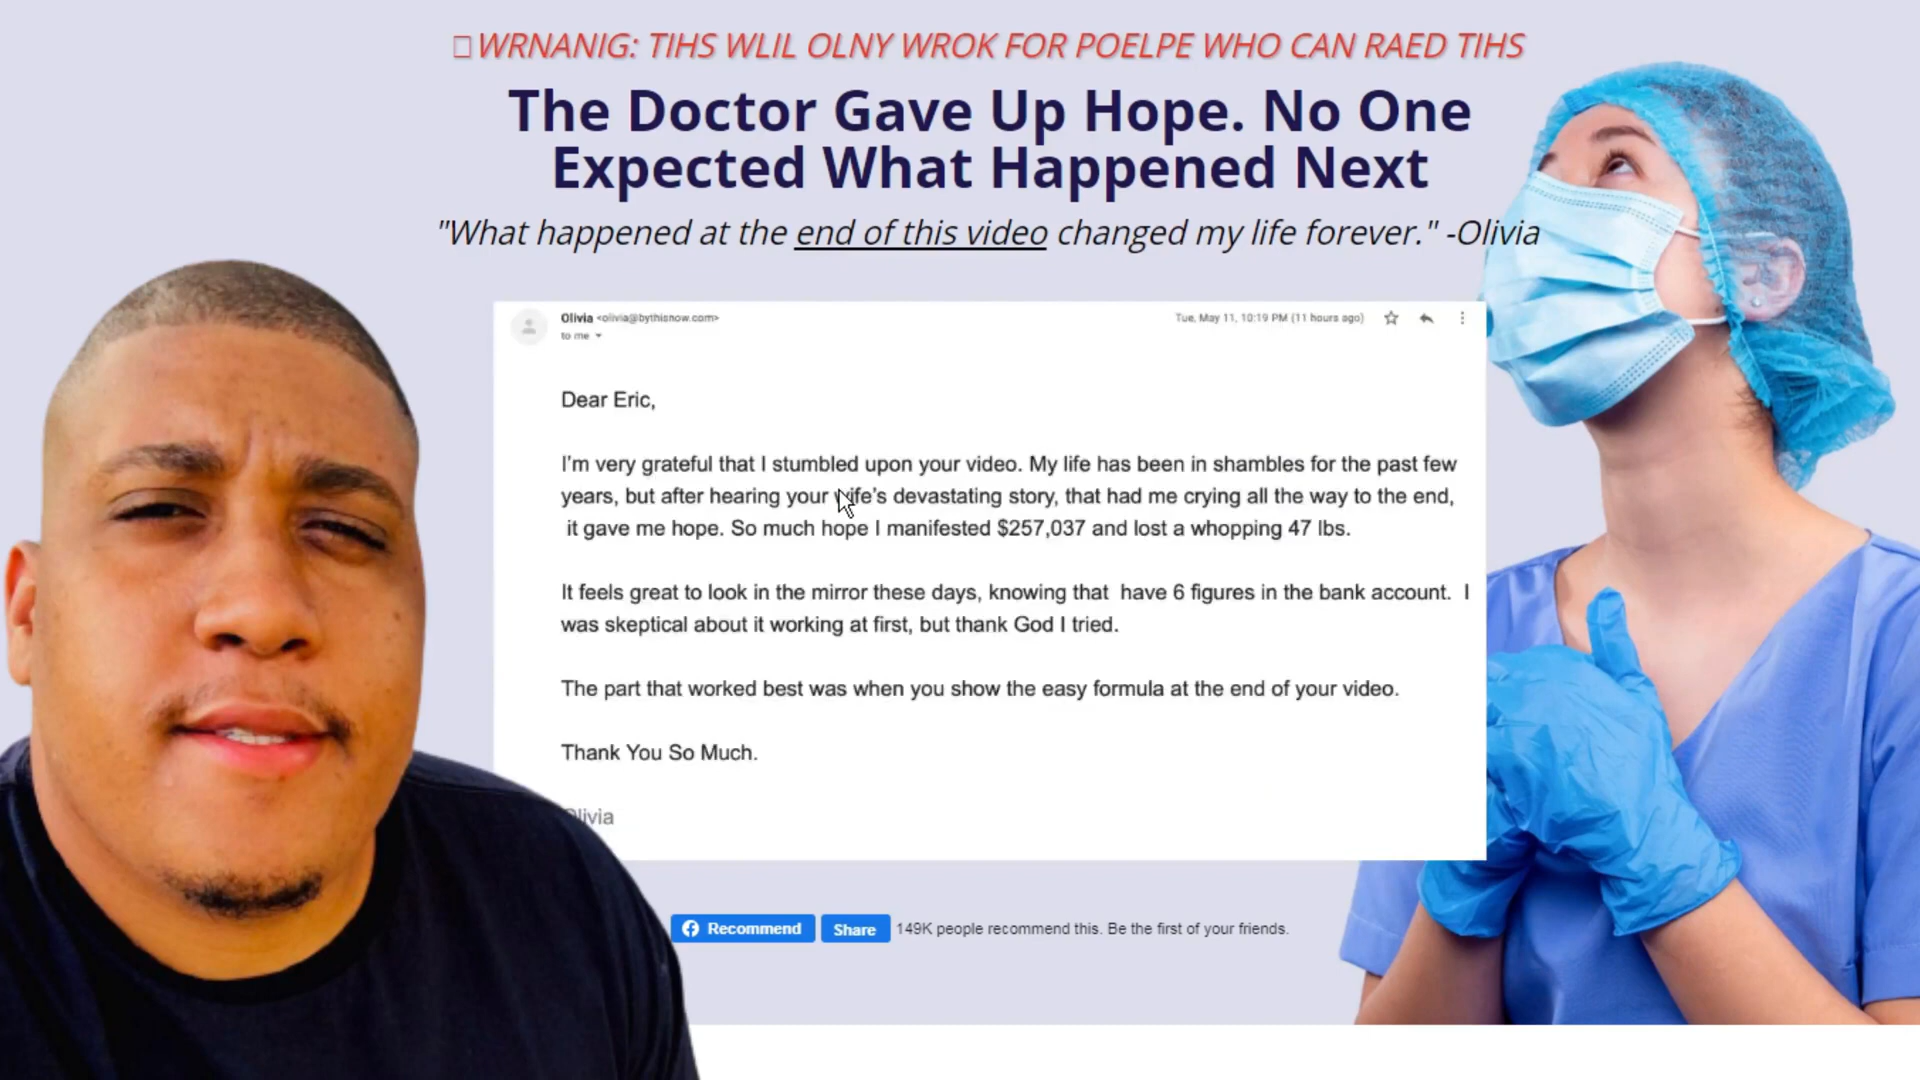 WRNANIG: TIHS WLIL OLNY WROK FOR POELPE WHO CAN RAED TIHS
The Doctor Gave Up Hope. No One
Expected What Happened Next
"What happened at the end of this video changed my life forever." -Olivia
Olivia <olivia@bythisnow.com> Tue, May 11, 10:19 PM (11 hours ago)
to me
Dear Eric,
I'm very grateful that I stumbled upon your video. My life has been in shambles for the past few
years, but after hearing your wife's devastating story, that had me crying all the way to the end,
it gave me hope. So much hope I manifested $257,037 and lost a whopping 47 lbs.
It feels great to look in the mirror these days, knowing that have 6 figures in the bank account. I
was skeptical about it working at first, but thank God I tried.
The part that worked best was when you show the easy formula at the end of your video.
Thank You So Much.
Olivia
Recommend Share 149K people recommend this. Be the first of your friends.